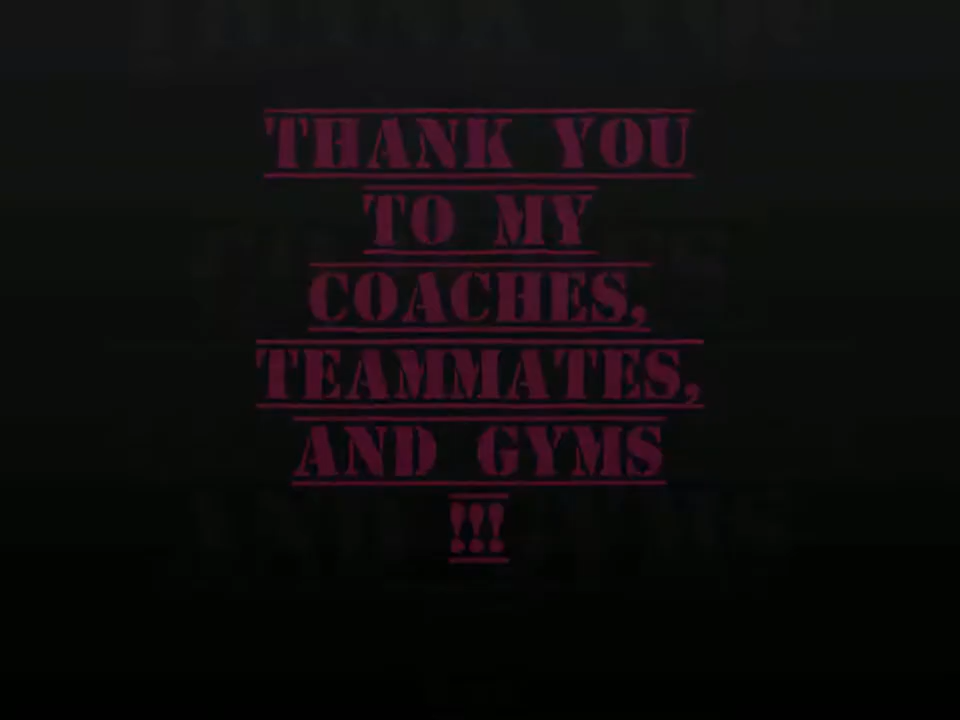 THANK YOU
TO MY
COACHES,
TEAMMATES,
AND GYMS
!!!